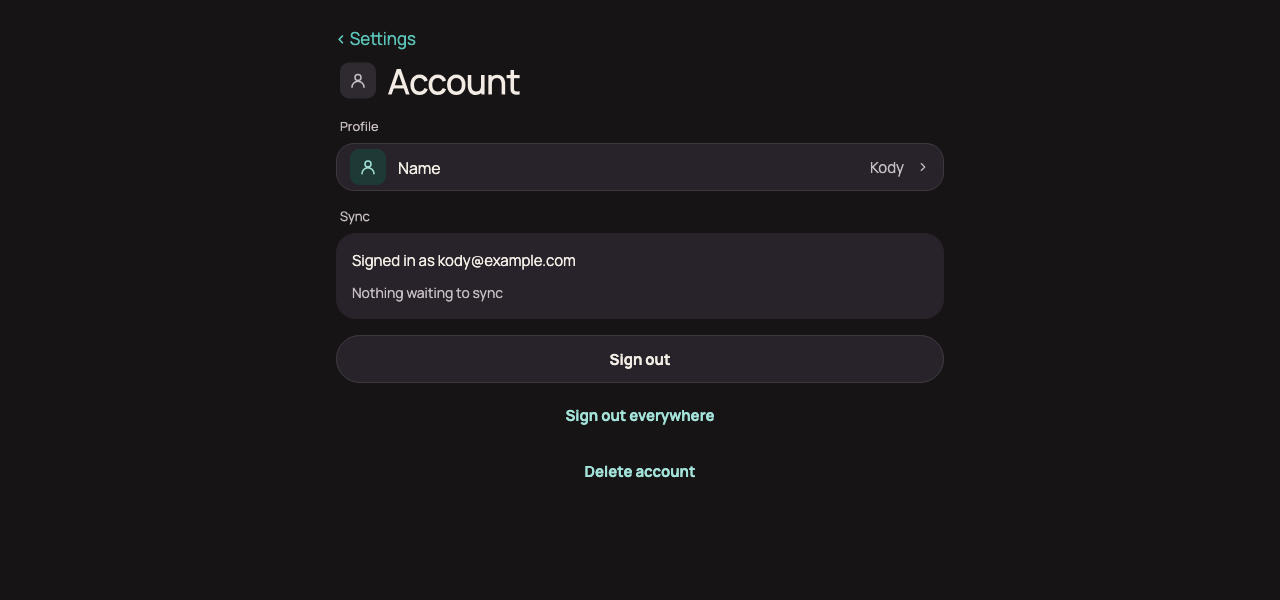 Settings
Account
Profile
Name
Kody
Sync
Signed in as kody@example.com
Nothing waiting to sync
Sign out
Sign out everywhere
Delete account